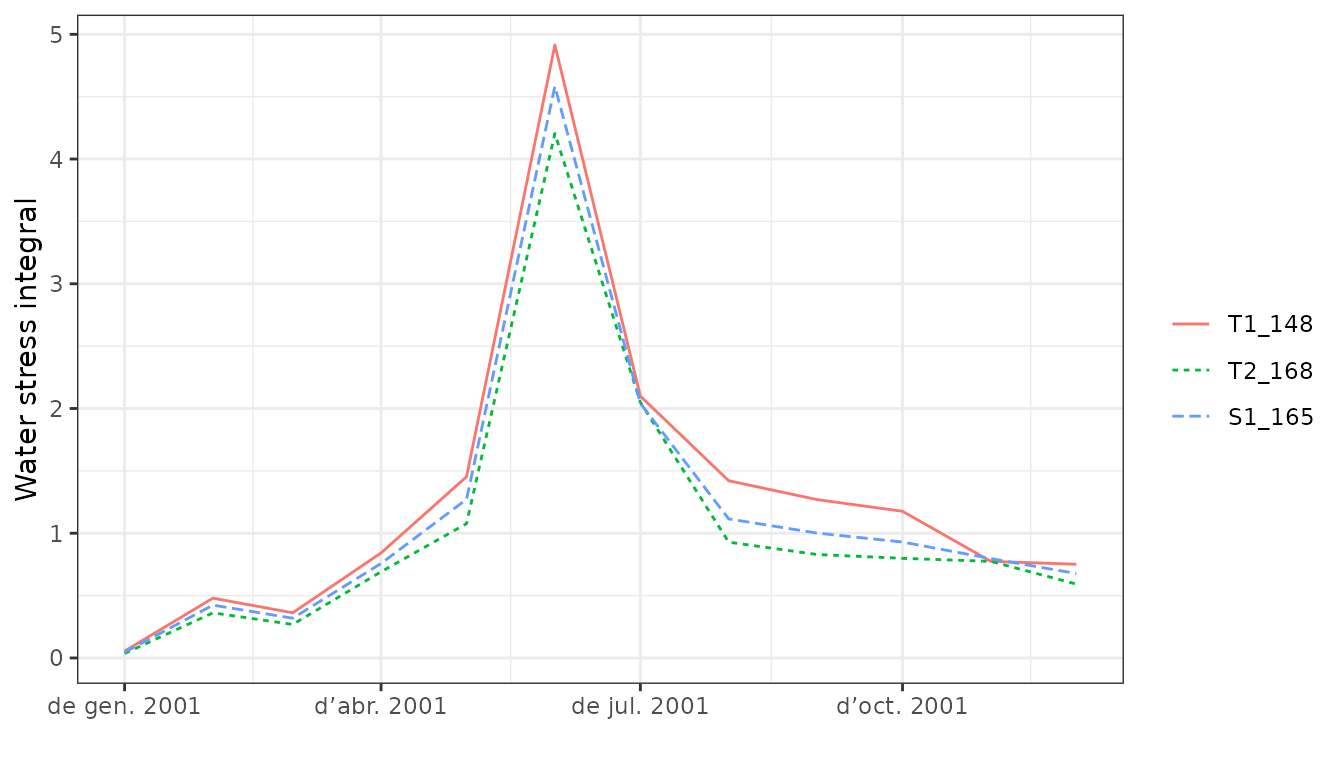 5
4
3
2
1
0
Water stress integral
de gen. 2001
d’abr. 2001
de jul. 2001
d’oct. 2001
T1_148
T2_168
S1_165